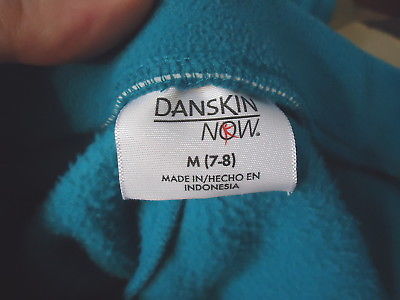 DANSKIN
NOW.
M (7-8)
MADE IN/HECHO EN
INDONESIA